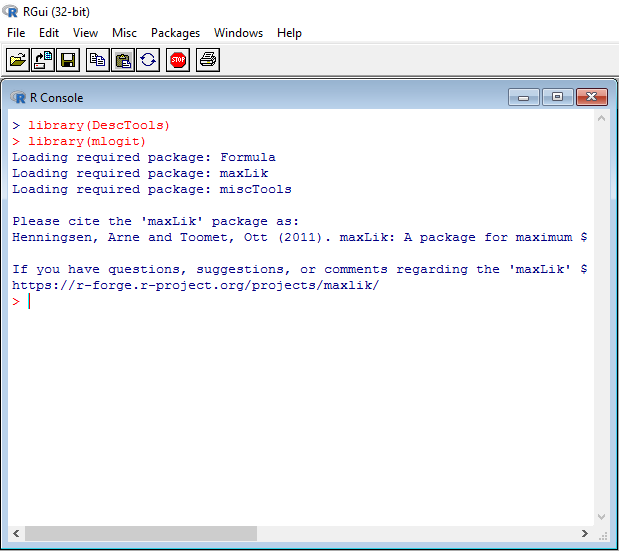 RGui (32-bit)
File Edit View Misc Packages Windows Help
STOP
R Console
> library(DescTools)
> library(mlogit)
Loading required package: Formula
Loading required package: maxLik
Loading required package: miscTools
Please cite the 'maxLik' package as:
Henningsen, Arne and Toomet, Ott (2011). maxLik: A package for maximum $
If you have questions, suggestions, or comments regarding the 'maxLik' $
https://r-forge.r-project.org/projects/maxlik/
>